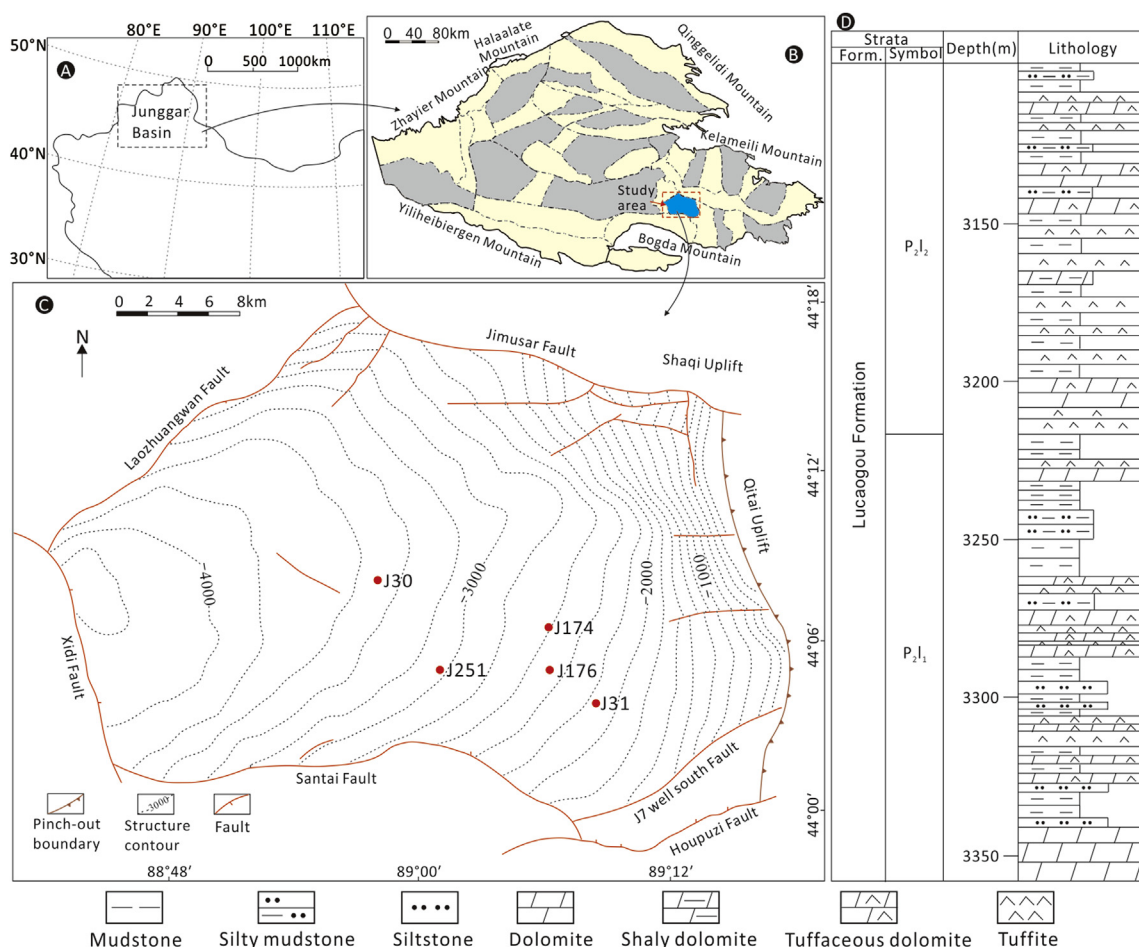 A
80°E 90°E 100°E 110°E
50°N
40°N
30°N
0 500 1000km
Junggar
Basin
B
0 40 80km
Halaalate
Mountain
Zhayier Mountain
Qinggelidi Mountain
Kelameili Mountain
Study
area
Yiliheibiergen Mountain
Bogda Mountain
C
0 2 4 6 8km
N
Jimusar Fault
Shaqi Uplift
Laozhuangwan Fault
Qitai Uplift
Xidi Fault
Santai Fault
J7 well south Fault
Houpuzi Fault
-4000-
-3000-
-2000
-1000
J30
J174
J251
J176
J31
44°18′
44°12′
44°06′
44°00′
88°48′ 89°00′ 89°12′
-3000-
Pinch-out
boundary
Structure
contour
Fault
D
Strata
Form. Symbol
Depth(m)
Lithology
Lucaogou Formation
P₂l₂
P₂l₁
3150
3200
3250
3300
3350
Mudstone
Silty mudstone
Siltstone
Dolomite
Shaly dolomite
Tuffaceous dolomite
Tuffite